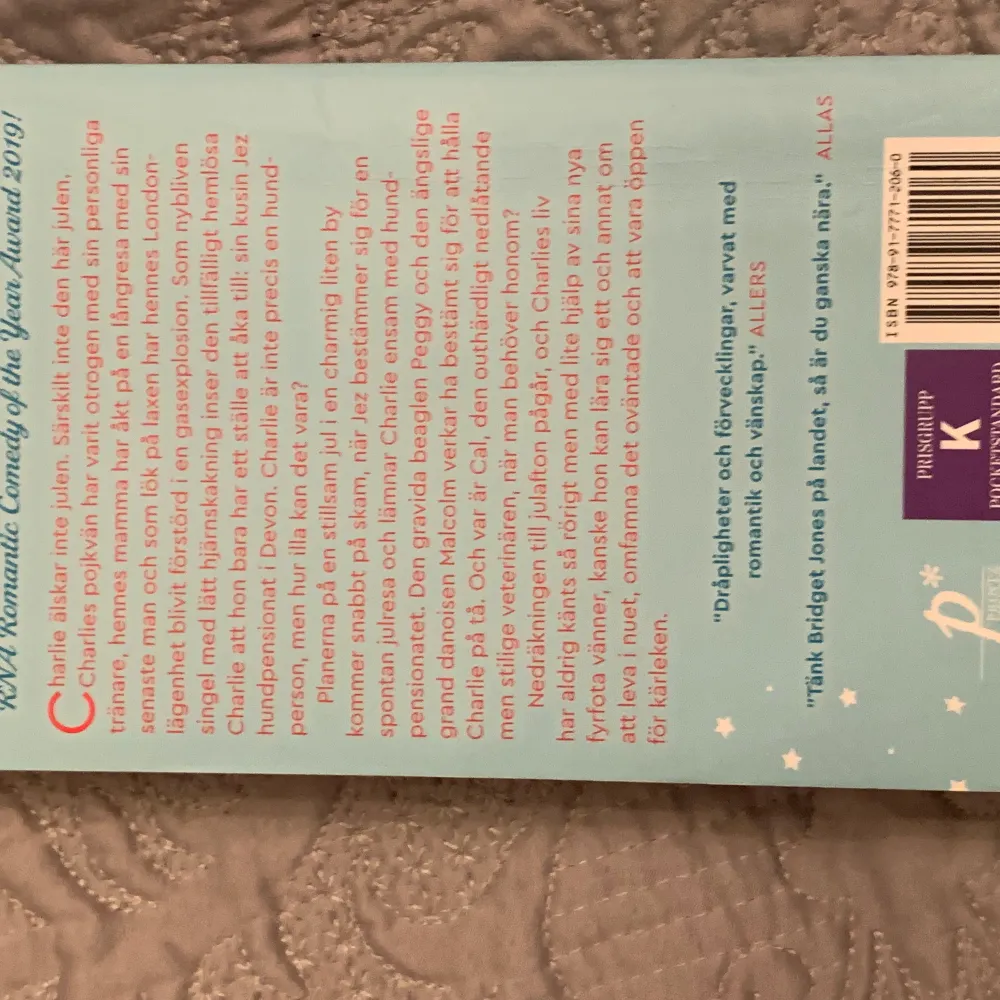 RNA Romantic Comedy of the Year Award 2019!
Charlie älskar inte julen. Särskilt inte den här julen.
Charlies pojkvän har varit otrogen med sin personliga
tränare, hennes mamma har åkt på en långresa med sin
senaste man och som lök på laxen har hennes London-
lägenhet blivit förstörd i en gasexplosion. Som nybliven
singel med lätt hjärnskakning inser den tillfälligt hemlösa
Charlie att hon bara har ett ställe att åka till: sin kusin Jez
hundpensionat i Devon. Charlie är inte precis en hund-
person, men hur illa kan det vara?
Planerna på en stillsam jul i en charmig liten by
kommer snabbt på skam, när Jez bestämmer sig för en
spontan julresa och lämnar Charlie ensam med hund-
pensionatet. Den gravida beaglen Peggy och den ängslige
grand danoisen Malcolm verkar ha bestämt sig för att hålla
Charlie på tå. Och var är Cal, den outhärdligt nedlåtande
men stilige veterinären, när man behöver honom?
Nedräkningen till julafton pågår, och Charlies liv
har aldrig känts så rörigt men med lite hjälp av sina nya
fyrfota vänner, kanske hon kan lära sig ett och annat om
att leva i nuet, omfamna det oväntade och att vara öppen
för kärleken.
"Dråpligheter och förvecklingar, varvat med
romantik och vänskap." ALLERS
"Tänk Bridget Jones på landet, så är du ganska nära." ALLAS
ISBN 978-91-7771-206-0
PRISGRUPP
K
POCKETSTANDARD
p*